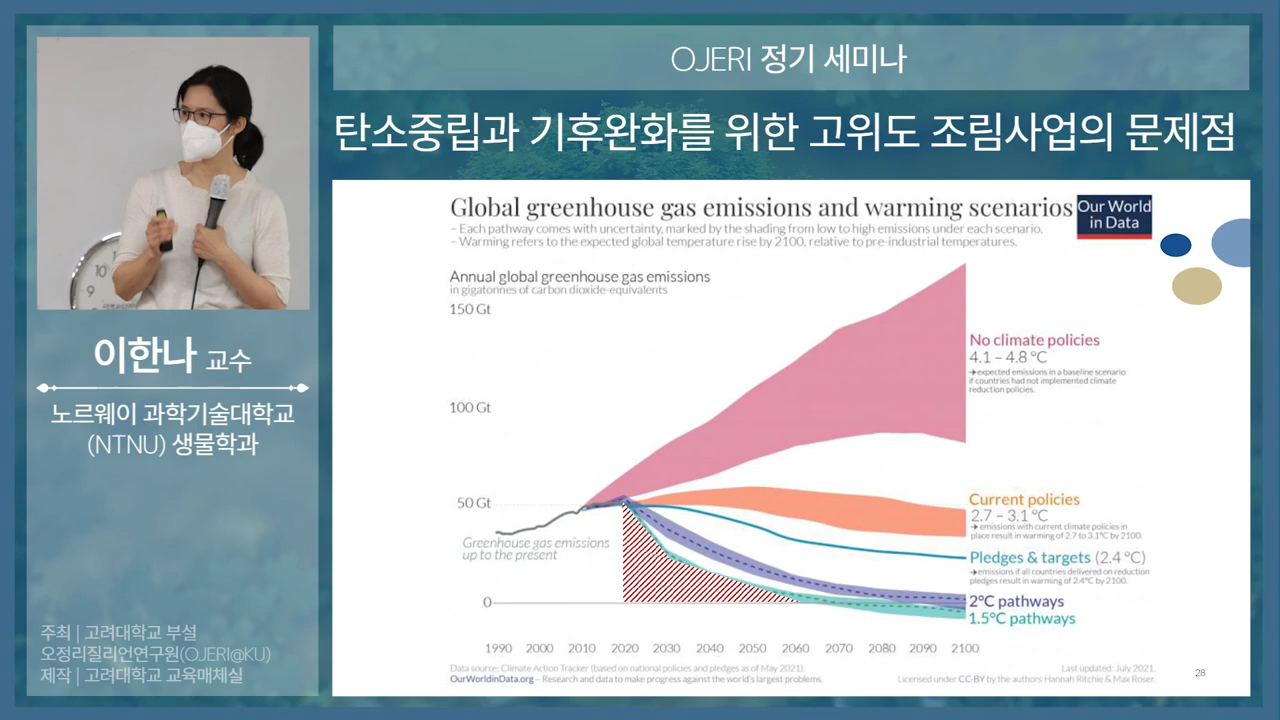 OJERI 정기 세미나
탄소중립과 기후완화를 위한 고위도 조림사업의 문제점
이한나 교수
노르웨이 과학기술대학교
(NTNU) 생물학과
주최 | 고려대학교 부설
오정리질리언연구원(OJERI@KU)
제작 | 고려대학교 교육매체실
10
9
Global greenhouse gas emissions and warming scenarios
Our World
in Data
– Each pathway comes with uncertainty, marked by the shading from low to high emissions under each scenario.
– Warming refers to the expected global temperature rise by 2100, relative to pre-industrial temperatures.
Annual global greenhouse gas emissions
in gigatonnes of carbon dioxide-equivalents
150 Gt
100 Gt
50 Gt
0
Greenhouse gas emissions
up to the present
No climate policies
4.1 – 4.8 °C
→expected emissions in a baseline scenario
if countries had not implemented climate
reduction policies.
Current policies
2.7 – 3.1 °C
→ emissions with current climate policies in
place result in warming of 2.7 to 3.1°C by 2100.
Pledges & targets (2.4 °C)
→emissions if all countries delivered on reduction
pledges result in warming of 2.4°C by 2100.
2°C pathways
1.5°C pathways
1990 2000 2010 2020 2030 2040 2050 2060 2070 2080 2090 2100
Data source: Climate Action Tracker (based on national policies and pledges as of May 2021).
OurWorldinData.org – Research and data to make progress against the world's largest problems.
Last updated: July 2021.
Licensed under CC-BY by the authors Hannah Ritchie & Max Roser.
28